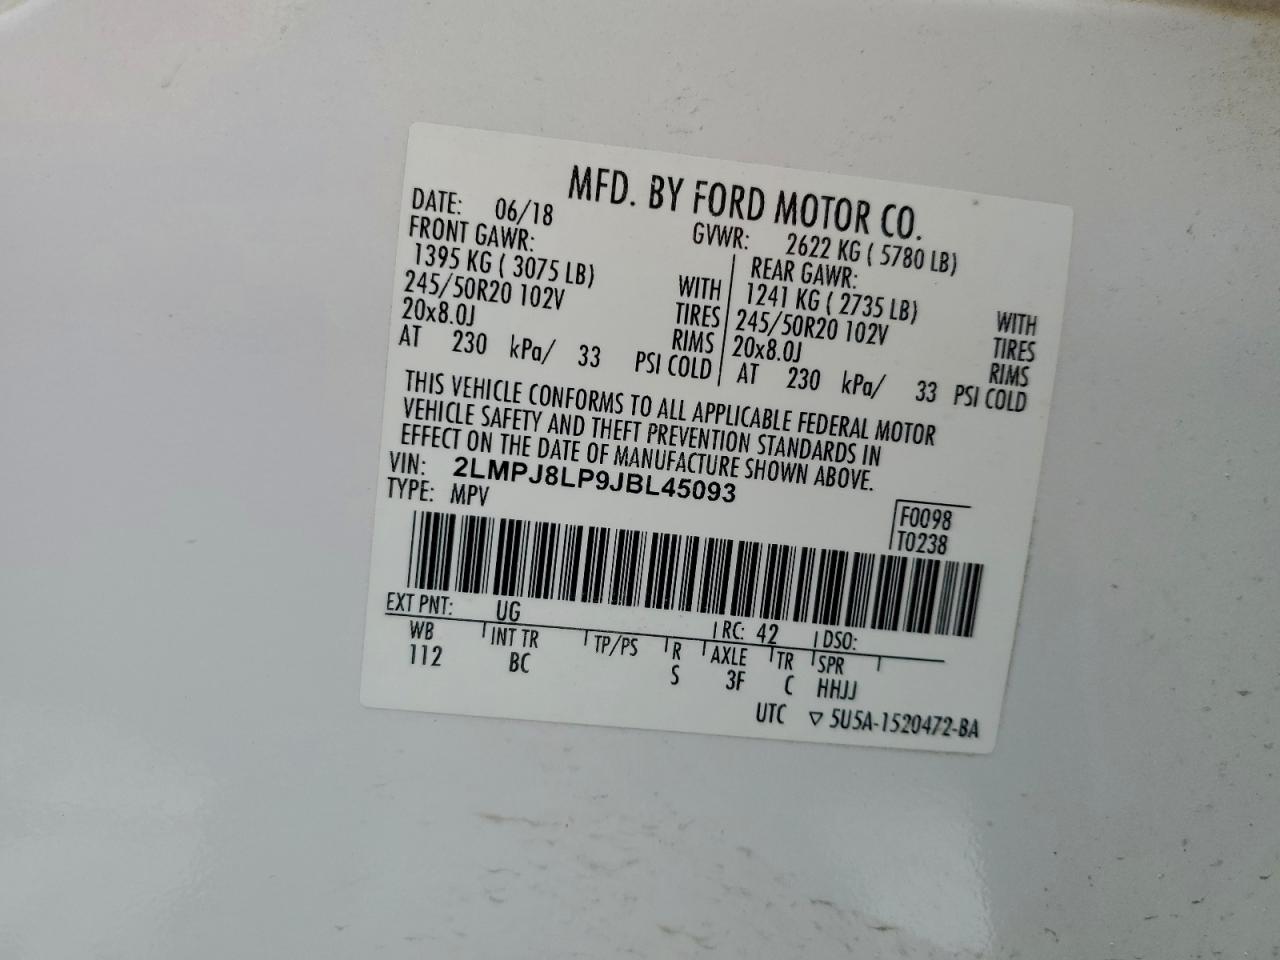 MFD. BY FORD MOTOR CO.
DATE: 06/18 GVWR: 2622 KG ( 5780 LB)
FRONT GAWR: REAR GAWR:
1395 KG ( 3075 LB) WITH 1241 KG ( 2735 LB) WITH
245/50R20 102V TIRES 245/50R20 102V TIRES
20x8.0J RIMS 20x8.0J RIMS
AT 230 kPa/ 33 PSI COLD AT 230 kPa/ 33 PSI COLD
THIS VEHICLE CONFORMS TO ALL APPLICABLE FEDERAL MOTOR
VEHICLE SAFETY AND THEFT PREVENTION STANDARDS IN
EFFECT ON THE DATE OF MANUFACTURE SHOWN ABOVE.
VIN: 2LMPJ8LP9JBL45093
TYPE: MPV
F0098
T0238
EXT PNT: UG RC: 42 DSO:
WB INT TR TP/PS R AXLE TR SPR
112 BC S 3F C HHJJ
UTC ▽ 5U5A-1520472-BA